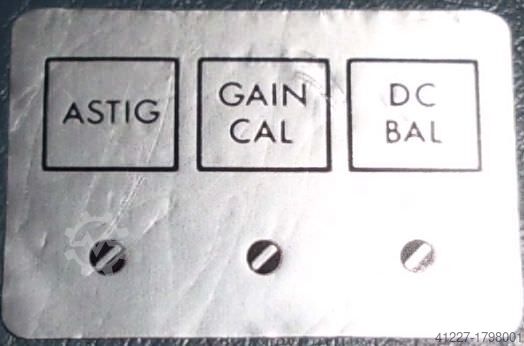 ASTIG
GAIN
CAL
DC
BAL
41227-1798001